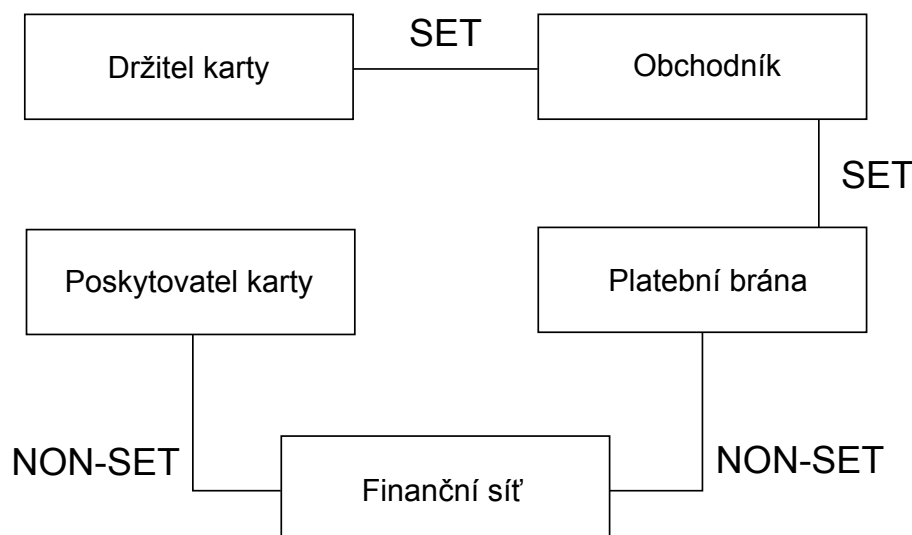 SET
Držitel karty
Obchodník
SET
Poskytovatel karty
Platební brána
NON-SET
NON-SET
Finanční síť